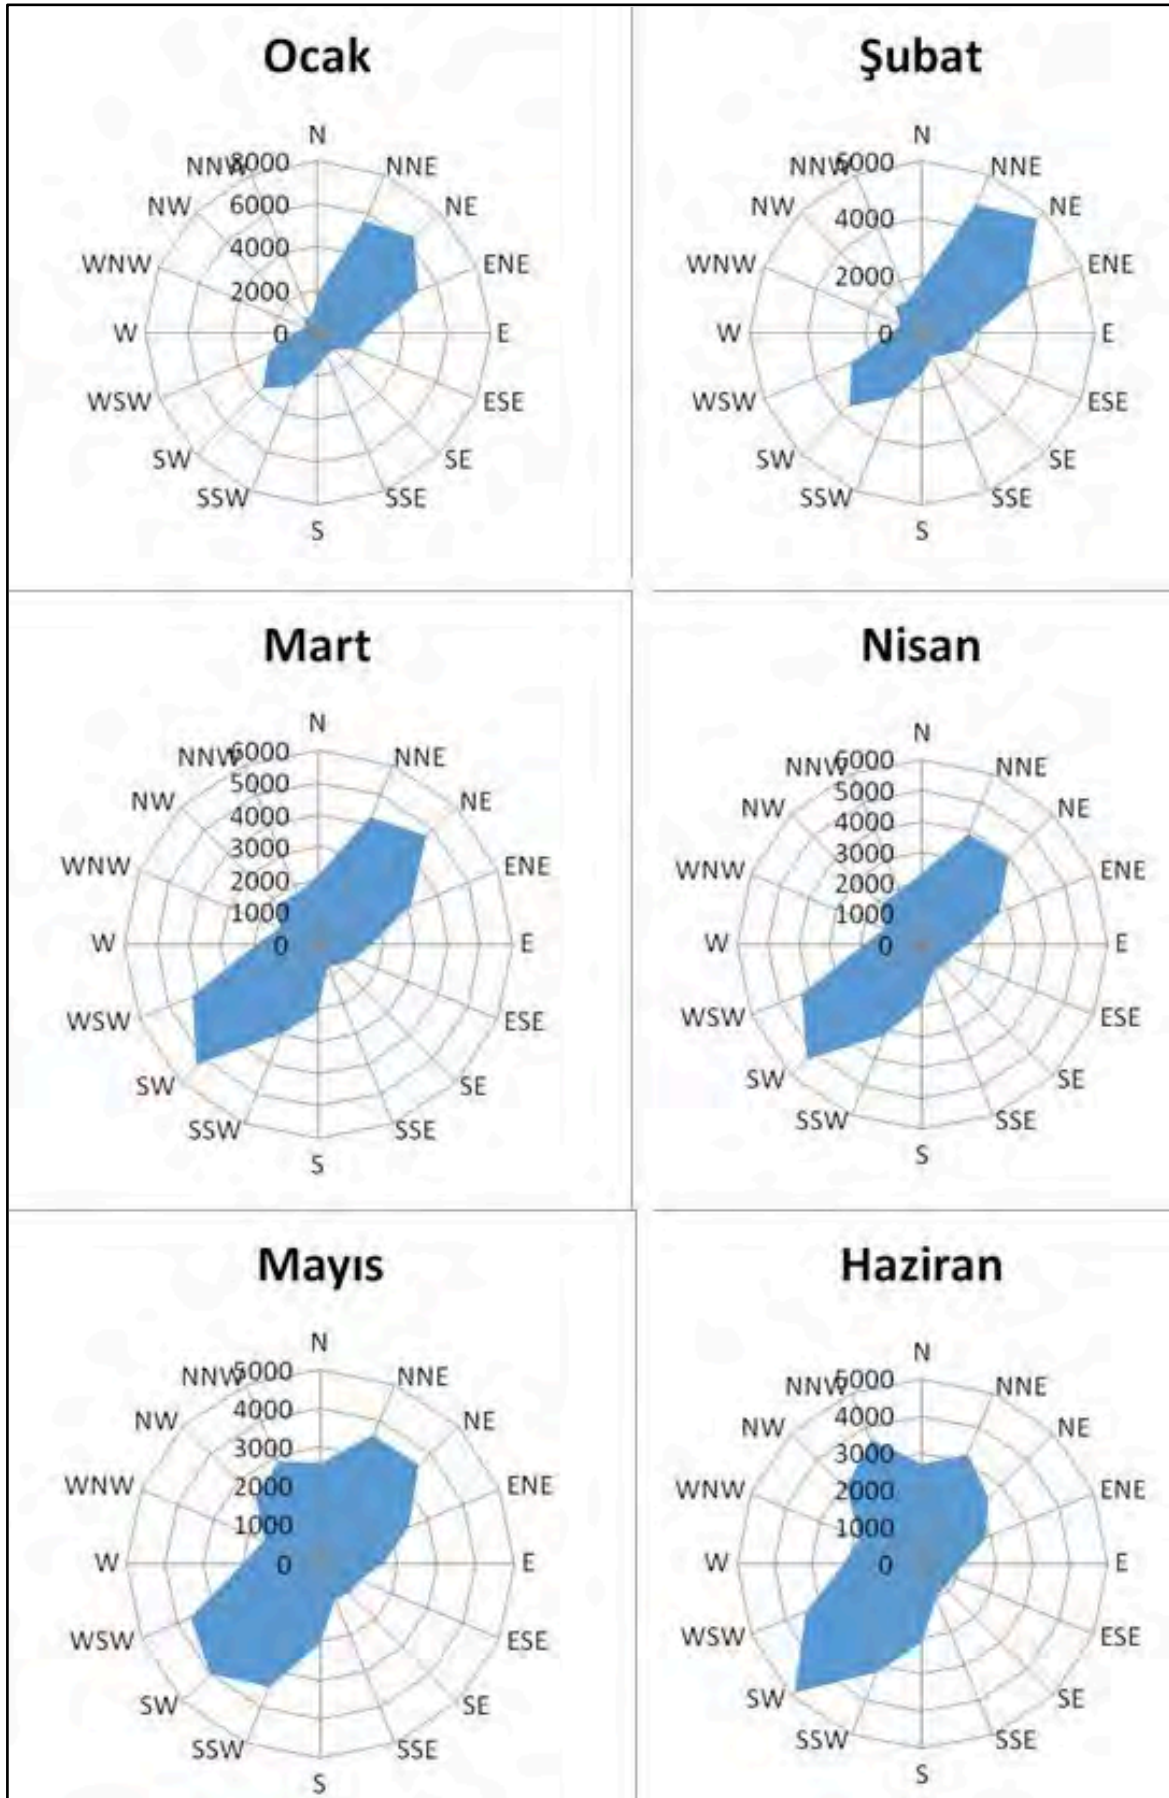 Ocak
N
NNE
NE
ENE
E
ESE
SE
SSE
S
SSW
SW
WSW
W
WNW
NW
NNW
8000
6000
4000
2000
0
Şubat
N
NNE
NE
ENE
E
ESE
SE
SSE
S
SSW
SW
WSW
W
WNW
NW
NNW
6000
4000
2000
0
Mart
N
NNE
NE
ENE
E
ESE
SE
SSE
S
SSW
SW
WSW
W
WNW
NW
NNW
6000
5000
4000
3000
2000
1000
0
Nisan
N
NNE
NE
ENE
E
ESE
SE
SSE
S
SSW
SW
WSW
W
WNW
NW
NNW
6000
5000
4000
3000
2000
1000
0
Mayıs
N
NNE
NE
ENE
E
ESE
SE
SSE
S
SSW
SW
WSW
W
WNW
NW
NNW
5000
4000
3000
2000
1000
0
Haziran
N
NNE
NE
ENE
E
ESE
SE
SSE
S
SSW
SW
WSW
W
WNW
NW
NNW
5000
4000
3000
2000
1000
0